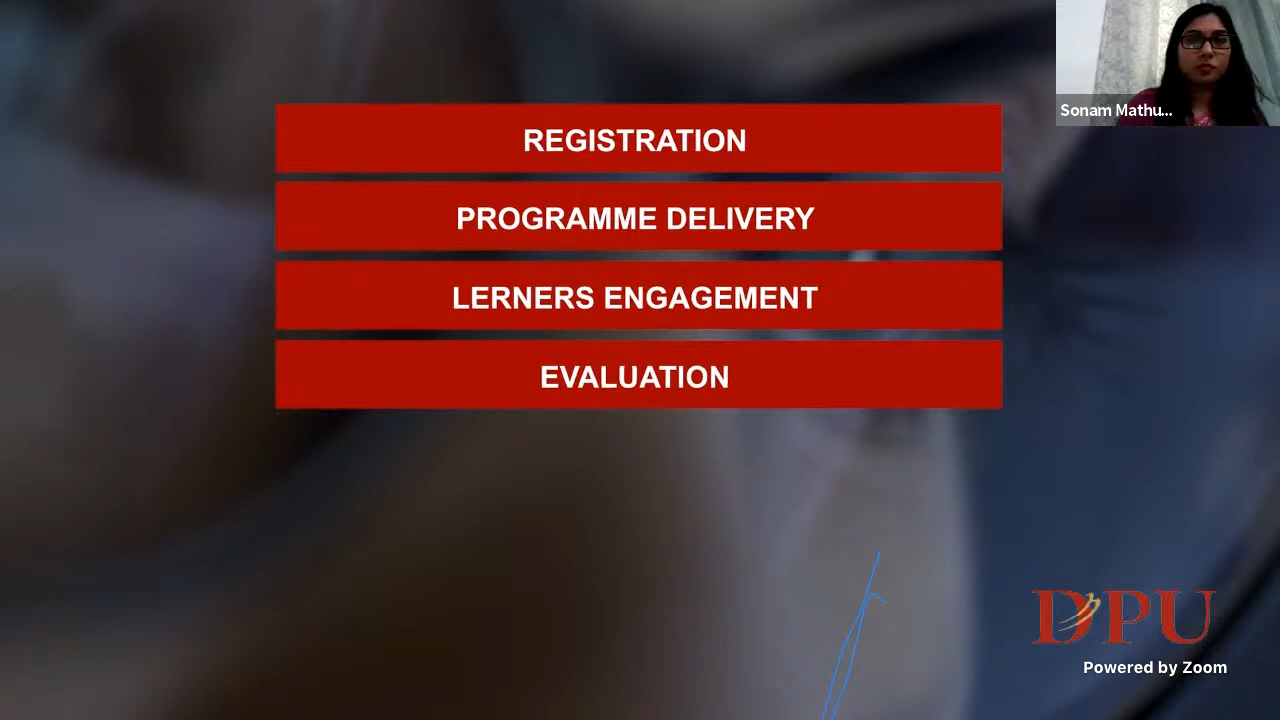 REGISTRATION
PROGRAMME DELIVERY
LERNERS ENGAGEMENT
EVALUATION
Sonam Mathu...
DPU
Powered by Zoom